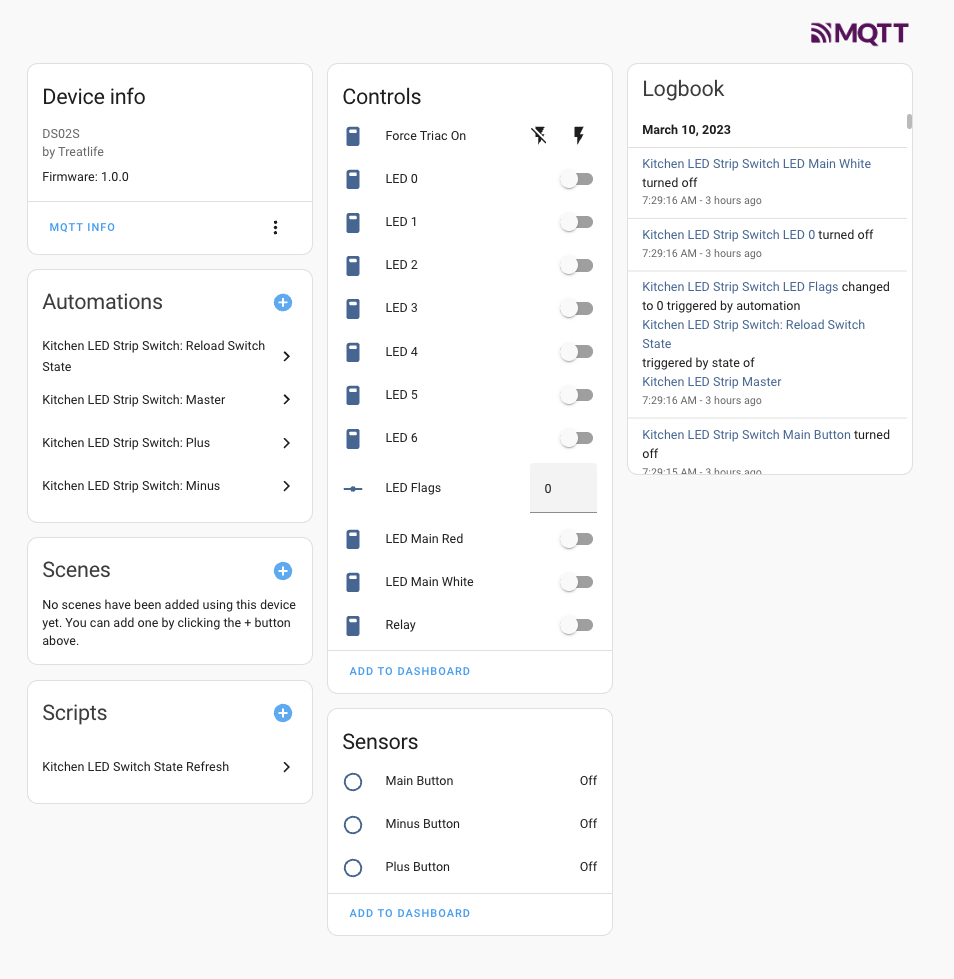 MQTT
Device info
DS02S
by Treatlife
Firmware: 1.0.0
MQTT INFO
Automations
Kitchen LED Strip Switch: Reload Switch
State
Kitchen LED Strip Switch: Master
Kitchen LED Strip Switch: Plus
Kitchen LED Strip Switch: Minus
Scenes
No scenes have been added using this device
yet. You can add one by clicking the + button
above.
Scripts
Kitchen LED Switch State Refresh
Controls
Force Triac On
LED 0
LED 1
LED 2
LED 3
LED 4
LED 5
LED 6
LED Flags 0
LED Main Red
LED Main White
Relay
ADD TO DASHBOARD
Sensors
Main Button Off
Minus Button Off
Plus Button Off
ADD TO DASHBOARD
Logbook
March 10, 2023
Kitchen LED Strip Switch LED Main White
turned off
7:29:16 AM - 3 hours ago
Kitchen LED Strip Switch LED 0 turned off
7:29:16 AM - 3 hours ago
Kitchen LED Strip Switch LED Flags changed
to 0 triggered by automation
Kitchen LED Strip Switch: Reload Switch
State
triggered by state of
Kitchen LED Strip Master
7:29:16 AM - 3 hours ago
Kitchen LED Strip Switch Main Button turned
off
7:29:15 AM - 3 hours ago